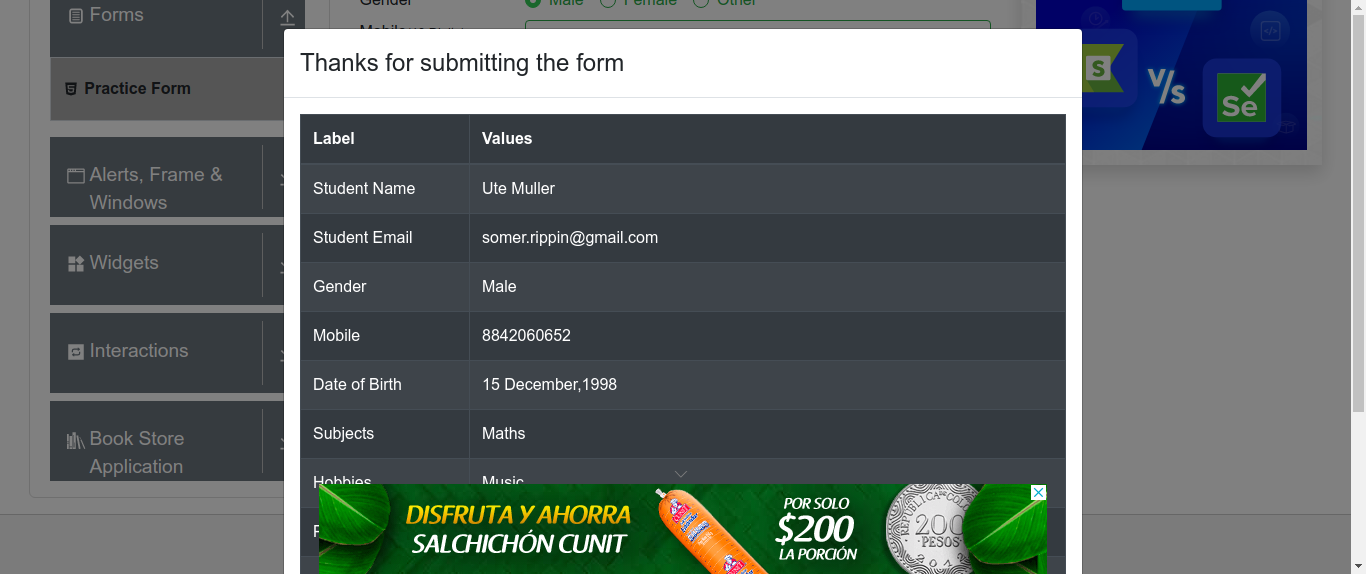 Forms
Gender Male Female Other
Practice Form
Alerts, Frame &
Windows
Widgets
Interactions
Book Store
Application
Thanks for submitting the form
Label Values
Student Name Ute Muller
Student Email somer.rippin@gmail.com
Gender Male
Mobile 8842060652
Date of Birth 15 December,1998
Subjects Maths
Hobbies Music
DISFRUTA Y AHORRA
SALCHICHÓN CUNIT
POR SOLO
$200
LA PORCIÓN
200
PESOS
S
V/s
Se